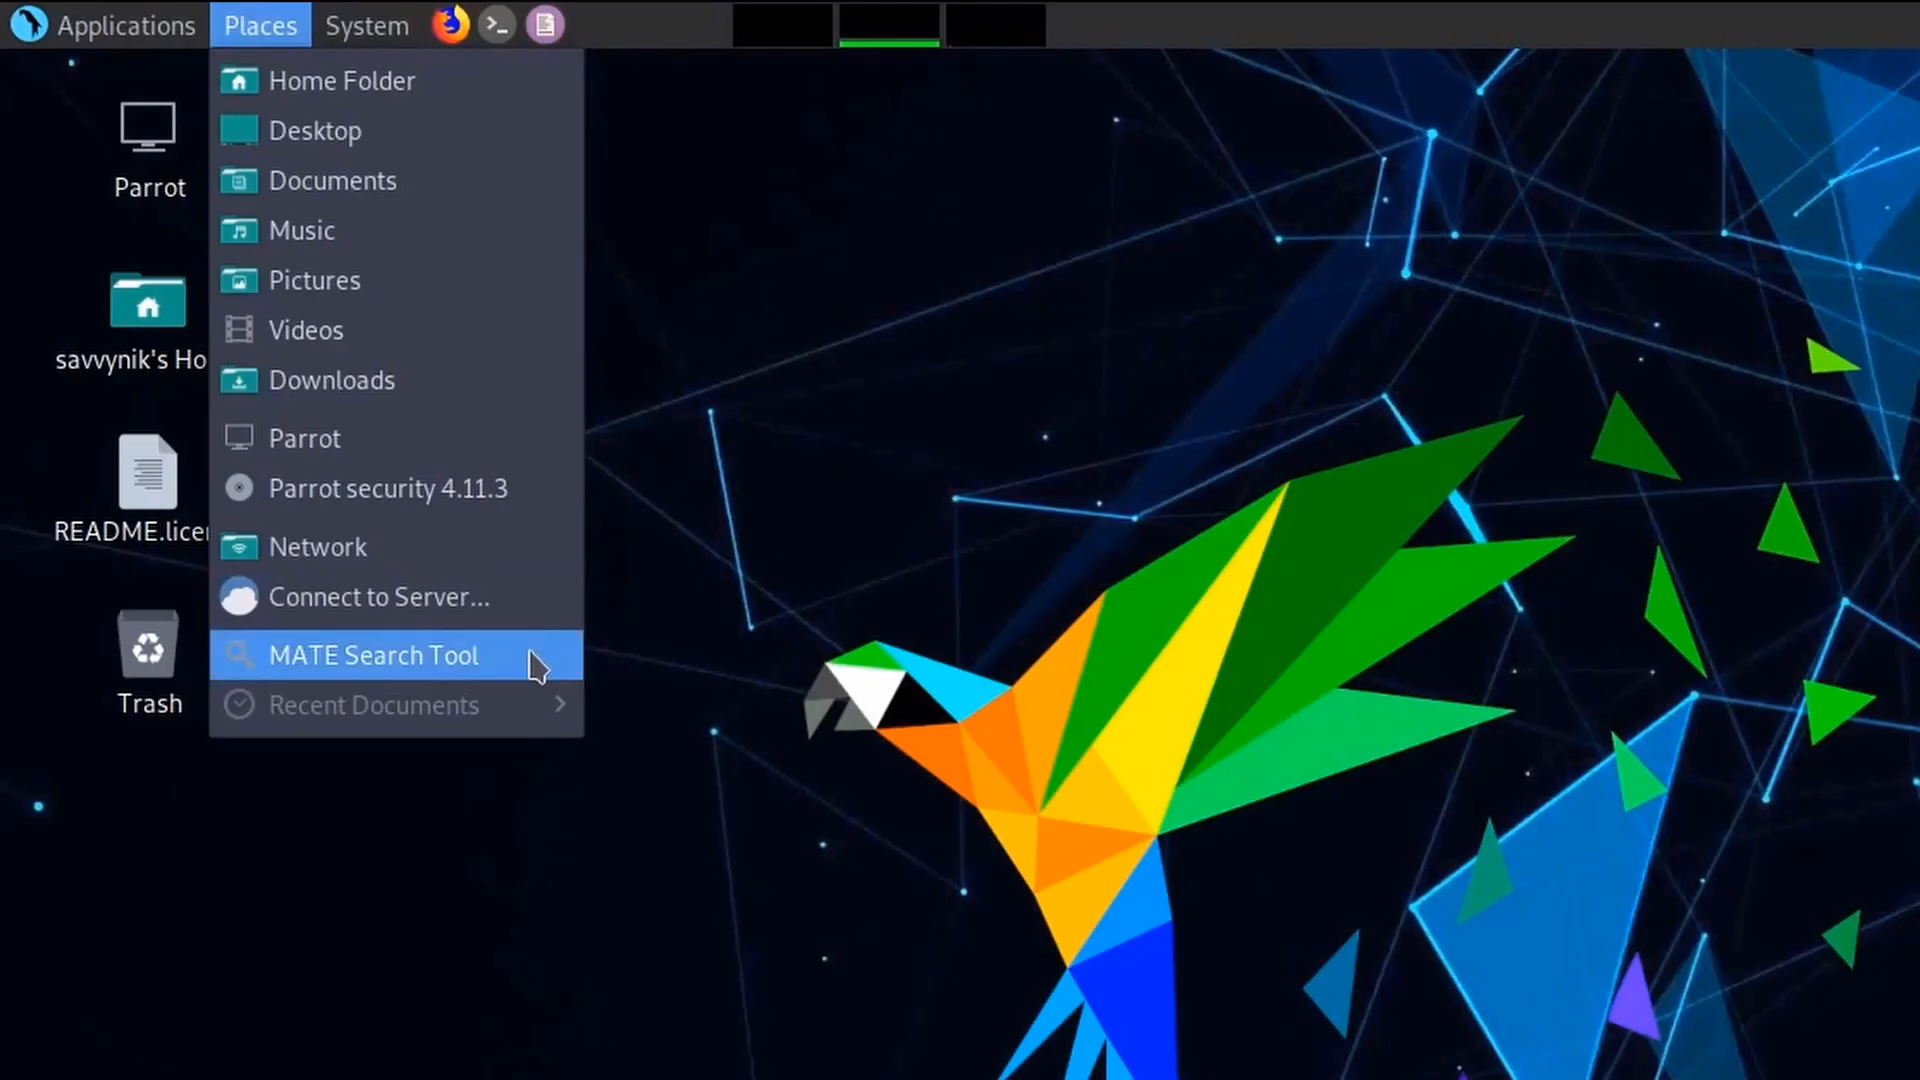 Applications Places System
Home Folder
Desktop
Documents
Music
Pictures
Videos
Downloads
Parrot
Parrot security 4.11.3
Network
Connect to Server...
MATE Search Tool
Recent Documents
Parrot
savvynik's Ho
README.licen
Trash